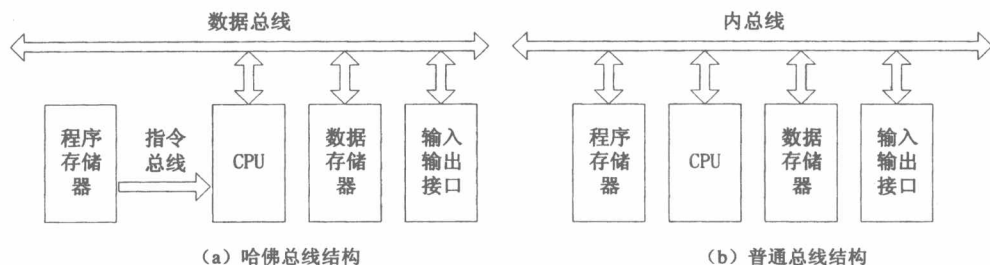 数据总线
内总线
程序
存储
器
指令
总线
CPU
数据
存储
器
输入
输出
接口
程序
存储
器
CPU
数据
存储
器
输入
输出
接口
（a）哈佛总线结构
（b）普通总线结构